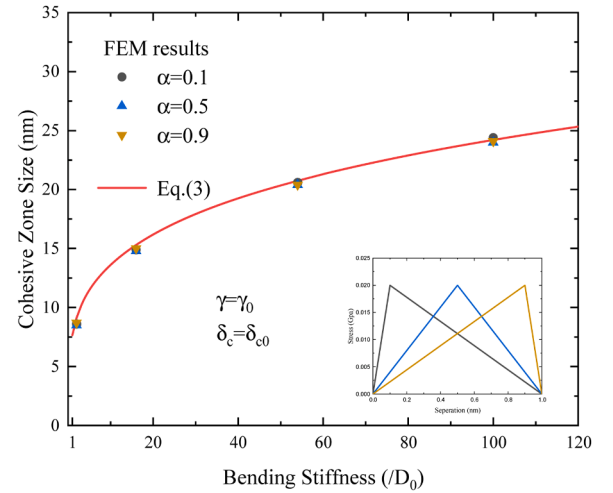 35
30
25
20
15
10
5
0
Cohesive Zone Size (nm)
FEM results
α=0.1
α=0.5
α=0.9
Eq.(3)
γ=γ0
δc=δc0
0.025
0.020
0.015
0.010
0.005
0.000
Stress (Gpa)
0.0 0.2 0.4 0.6 0.8 1.0
Seperation (nm)
1 20 40 60 80 100 120
Bending Stiffness (/D0)